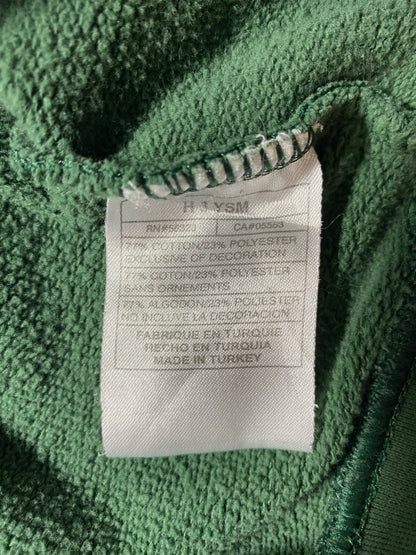 RN#56323 CA#05553
77% COTTON/23% POLYESTER
EXCLUSIVE OF DECORATION
77% COTON/23% POLYESTER
SANS ORNEMENTS
77% ALGODON/23% POLIESTER
NO INCLUYE LA DECORACION
FABRIQUE EN TURQUIE
HECHO EN TURQUIA
MADE IN TURKEY